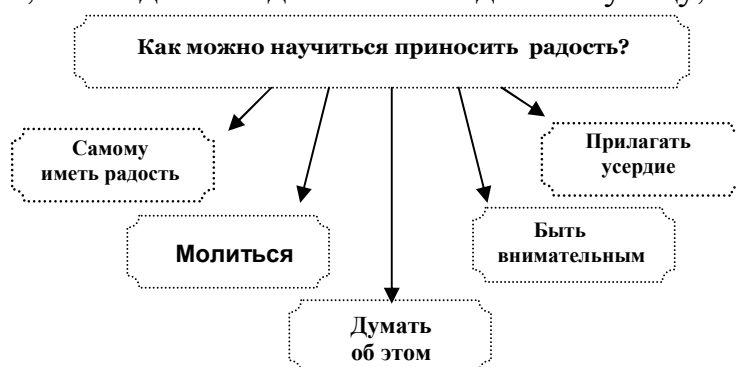 Как можно научиться приносить радость?
Самому
иметь радость
Прилагать
усердие
Молиться
Быть
внимательным
Думать
об этом